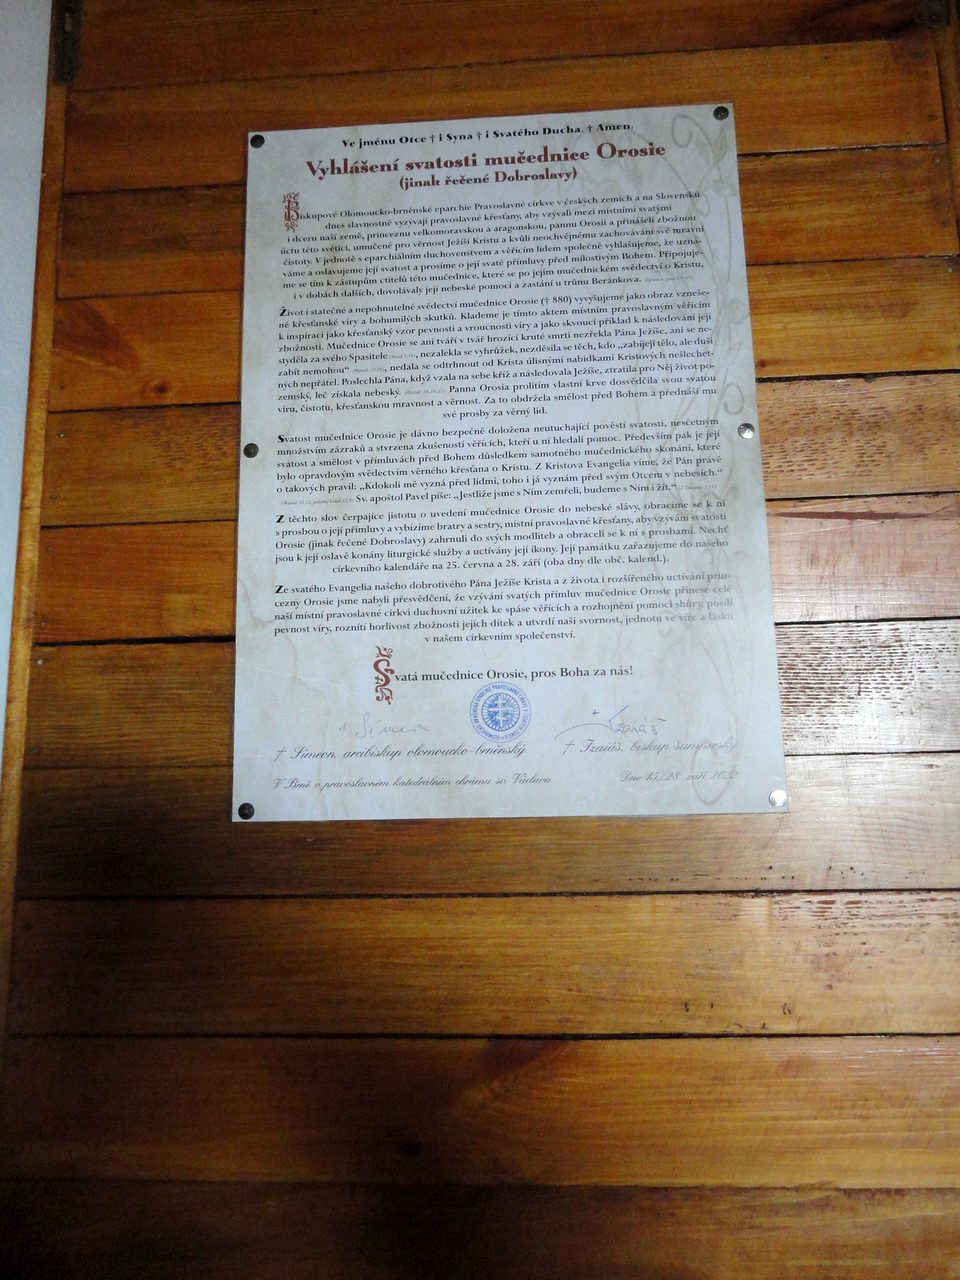 Ve jménu Otce † i Syna † i Svatého Ducha. † Amen.
Vyhlášení svatosti mučednice Orosie
(jinak řečené Dobroslavy)
Biskupové Olomoucko-brněnské eparchie Pravoslavné církve v českých zemích a na Slovensku
dnes slavnostně vyzývají pravoslavné křesťany, aby vzývali mezi místními svatými
i dceru naší země, princeznu velkomoravskou a aragonskou, pannu Orosii a přinášeli zbožnou
úctu této světici, umučené pro věrnost Ježíši Kristu a kvůli neochvějnému zachovávání své mravní
čistoty. V jednotě s eparchiálním duchovenstvem a věřícím lidem společně vyhlašujeme, že uzná-
váme a oslavujeme její svatost a prosíme o její svaté přímluvy před milostivým Bohem. Připojuje-
me se tím k zástupům ctitelů této mučednice, které se po jejím mučednickém svědectví o Kristu,
i v dobách dalších, dovolávaly její nebeské pomoci a zastání u trůnu Beránkova.
Život i statečné a nepohnutelné svědectví mučednice Orosie († 880) vyvyšujeme jako obraz vzneše-
né křesťanské víry a bohumilých skutků. Klademe je tímto aktem místním pravoslavným věřícím
k inspiraci jako křesťanský vzor pevnosti a vroucnosti víry a jako skvoucí příklad k následování její
zbožnosti. Mučednice Orosie se ani tváří v tvář hrozící kruté smrti nezřekla Pána Ježíše, ani se ne-
styděla za svého Spasitele, nezalekla se vyhrůžek, nezděsila se těch, kdo „zabíjejí tělo, ale duši
zabít nemohou“, nedala se odtrhnout od Krista úlisnými nabídkami Kristových nešlechet-
ných nepřátel. Poslechla Pána, když vzala na sebe kříž a následovala Ježíše, ztratila pro Něj život po-
zemský, leč získala nebeský. Panna Orosia prolitím vlastní krve dosvědčila svou svatou
víru, čistotu, křesťanskou mravnost a věrnost. Za to obdržela smělost před Bohem a přednáší mu
své prosby za věrný lid.
Svatost mučednice Orosie je dávno bezpečně doložena neutuchající pověstí svatosti, nesčetným
množstvím zázraků a stvrzena zkušeností věřících, kteří u ní hledali pomoc. Především pak je její
svatost a smělost v přímluvách před Bohem důsledkem samotného mučednického skonání, které
bylo opravdovým svědectvím věrného křesťana o Kristu. Z Kristova Evangelia víme, že Pán právě
o takových pravil: „Kdokoli mě vyzná před lidmi, toho i já vyznám před svým Otcem v nebesích.“
Sv. apoštol Pavel píše: „Jestliže jsme s Ním zemřeli, budeme s Ním i žít.“
Z těchto slov čerpajíce jistotu o uvedení mučednice Orosie do nebeské slávy, obracíme se k ní
s prosbou o její přímluvy a vybízíme bratry a sestry, místní pravoslavné křesťany, aby vzývání svatosti
Orosie (jinak řečené Dobroslavy) zahrnuli do svých modliteb a obraceli se k ní s prosbami. Nechť
jsou k její oslavě konány liturgické služby a uctívány její ikony. Její památku zařazujeme do našeho
církevního kalendáře na 25. června a 28. září (oba dny dle obč. kalend.).
Ze svatého Evangelia našeho dobrotivého Pána Ježíše Krista a z života i rozšířeného uctívání prin-
cezny Orosie jsme nabyli přesvědčení, že vzývání svatých přímluv mučednice Orosie přinese celé
naší místní pravoslavné církvi duchovní užitek ke spáse věřících a rozhojnění pomoci shůry, posílí
pevnost víry, roznítí horlivost zbožnosti jejích dítek a utvrdí naši svornost, jednotu ve víře a lásku
v našem církevním společenství.
Svatá mučednice Orosie, pros Boha za nás!
† Simeon
† Izaiáš
† Simeon, arcibiskup olomoucko-brněnský
† Izaiáš, biskup šumperský
V Brně v pravoslavném katedrálním chrámu sv. Václava
Dne 15./28. září 2022